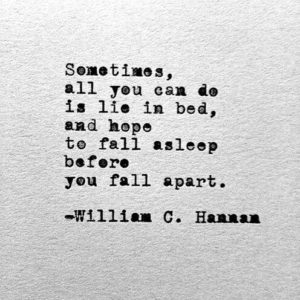 Sometimes,
all you can do
is lie in bed,
and hope
to fall asleep
before
you fall apart.
-William C. Hannan